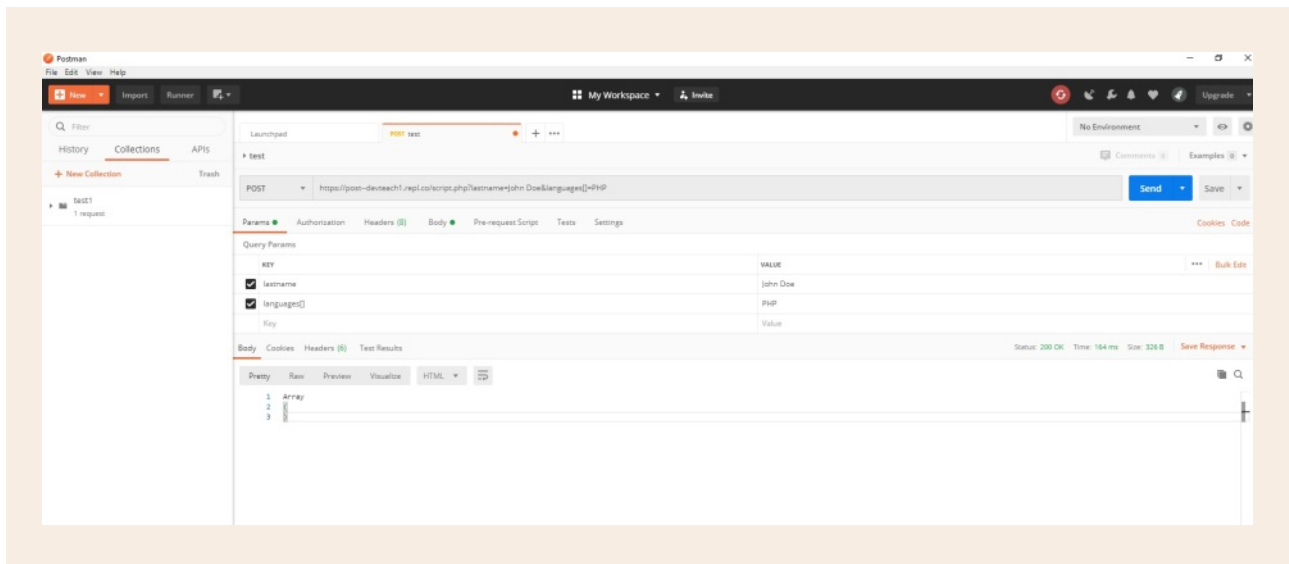 Postman
File Edit View Help
New Import Runner My Workspace Invite Upgrade
Filter
History Collections APIs
+ New Collection Trash
test1
1 request
Launchpad POST test + ••• No Environment
test Comments 0 Examples 0
POST https://post-devteach1.repl.co/script.php?lastname=John Doe&languages[]=PHP Send Save
Params Authorization Headers (8) Body Pre-request Script Tests Settings Cookies Code
Query Params
KEY VALUE ••• Bulk Edit
lastname John Doe
languages[] PHP
Key Value
Body Cookies Headers (6) Test Results Status: 200 OK Time: 164 ms Size: 326 B Save Response
Pretty Raw Preview Visualize HTML
1 Array
2 (
3 )